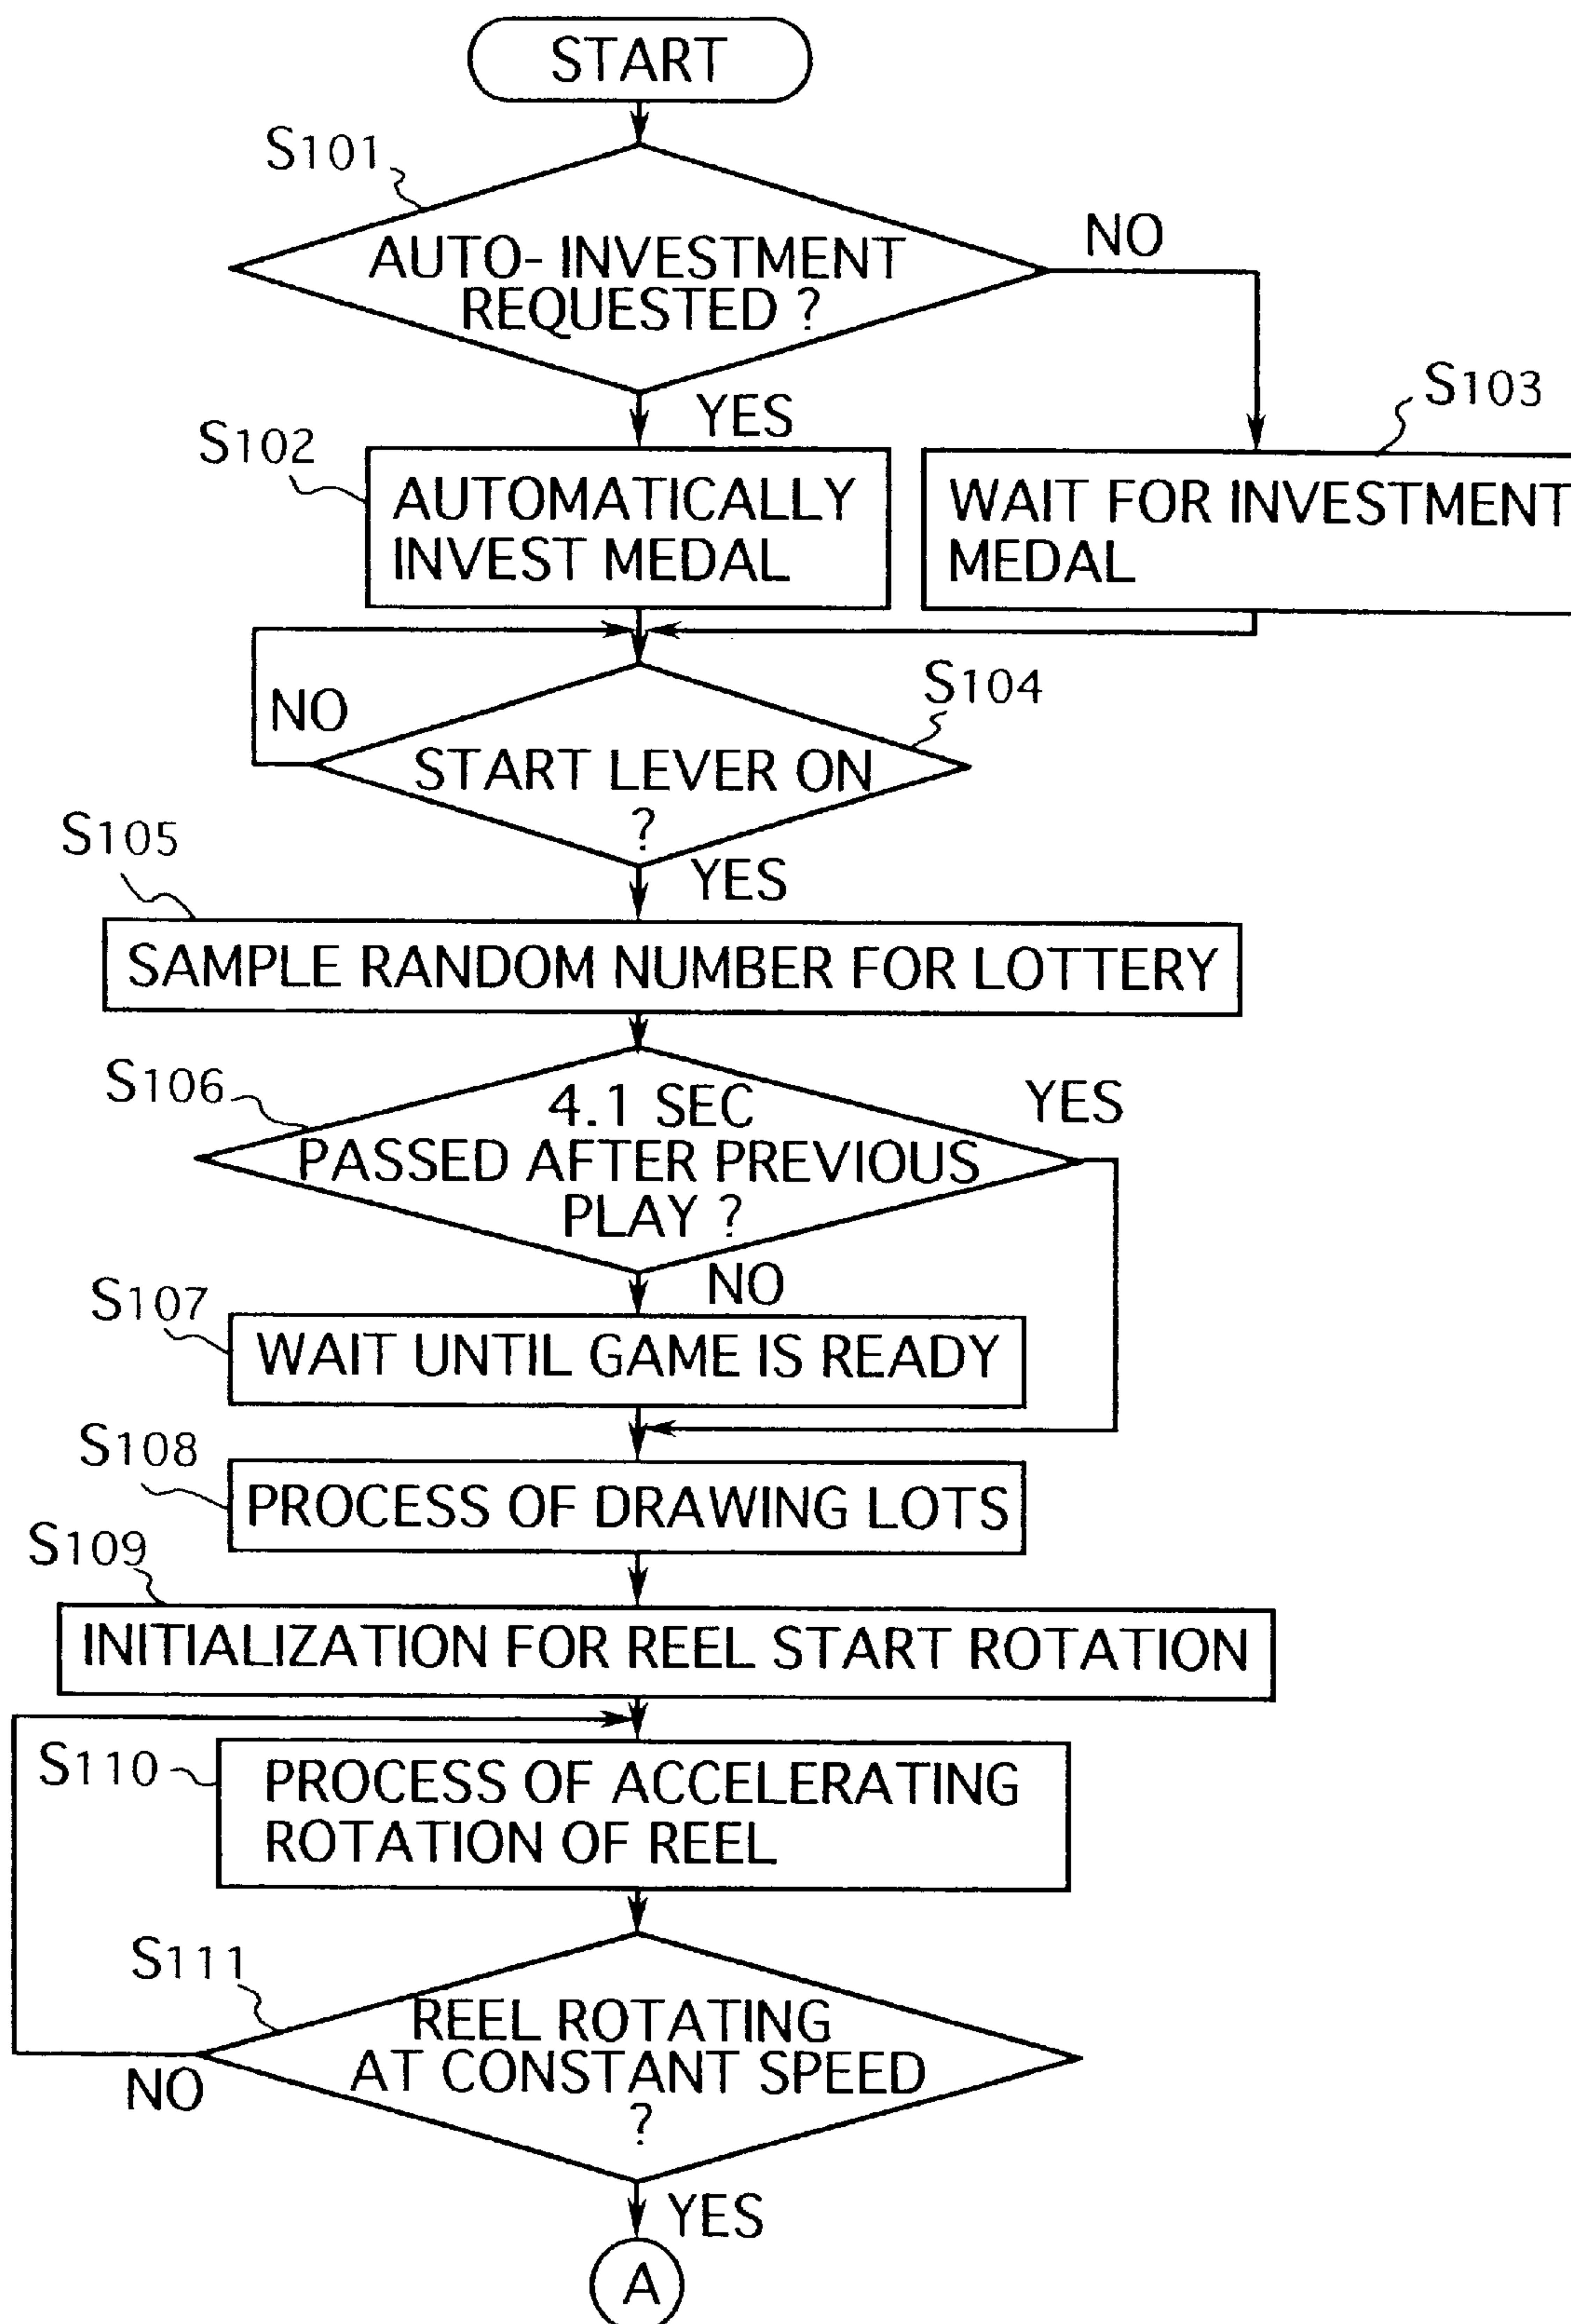 START
S101
NO
AUTO- INVESTMENT
REQUESTED ?
YES
S103
S102
AUTOMATICALLY
INVEST MEDAL
WAIT FOR INVESTMENT
MEDAL
NO
S104
START LEVER ON
?
S105
YES
SAMPLE RANDOM NUMBER FOR LOTTERY
S106
YES
4.1 SEC
PASSED AFTER PREVIOUS
PLAY ?
NO
S107
WAIT UNTIL GAME IS READY
S108
PROCESS OF DRAWING LOTS
S109
INITIALIZATION FOR REEL START ROTATION
S110
PROCESS OF ACCELERATING
ROTATION OF REEL
S111
REEL ROTATING
AT CONSTANT SPEED
?
NO
YES
A